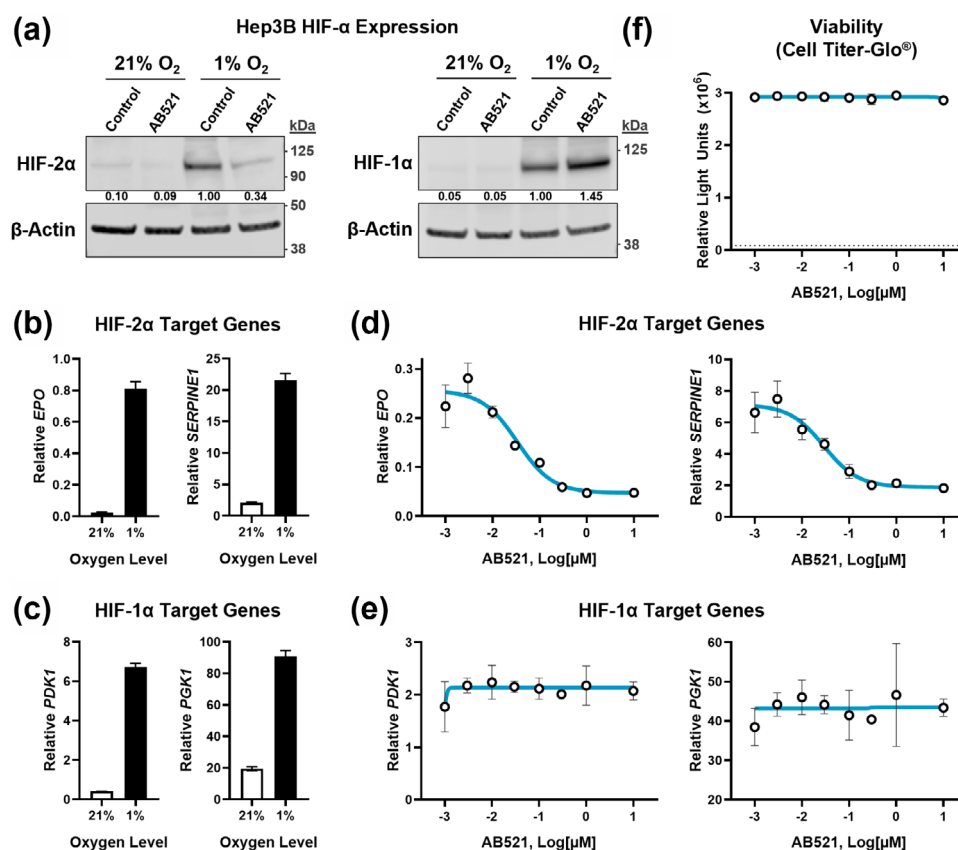 (a)
Hep3B HIF-α Expression
21% O₂
1% O₂
Control
AB521
Control
AB521
kDa
HIF-2α
125
90
0.10
0.09
1.00
0.34
50
β-Actin
38
21% O₂
1% O₂
Control
AB521
Control
AB521
kDa
HIF-1α
125
0.05
0.05
1.00
1.45
β-Actin
38
(f)
Viability
(Cell Titer-Glo®)
Relative Light Units (x10⁶)
3
2
1
0
-3
-2
-1
0
1
AB521, Log[µM]
(b)
HIF-2α Target Genes
Relative EPO
1.0
0.8
0.6
0.4
0.2
0.0
21%
1%
Oxygen Level
Relative SERPINE1
25
20
15
10
5
0
21%
1%
Oxygen Level
(d)
HIF-2α Target Genes
Relative EPO
0.3
0.2
0.1
0.0
-3
-2
-1
0
1
AB521, Log[µM]
Relative SERPINE1
10
8
6
4
2
0
-3
-2
-1
0
1
AB521, Log[µM]
(c)
HIF-1α Target Genes
Relative PDK1
8
6
4
2
0
21%
1%
Oxygen Level
Relative PGK1
100
80
60
40
20
0
21%
1%
Oxygen Level
(e)
HIF-1α Target Genes
Relative PDK1
3
2
1
0
-3
-2
-1
0
1
AB521, Log[µM]
Relative PGK1
60
50
40
30
20
-3
-2
-1
0
1
AB521, Log[µM]